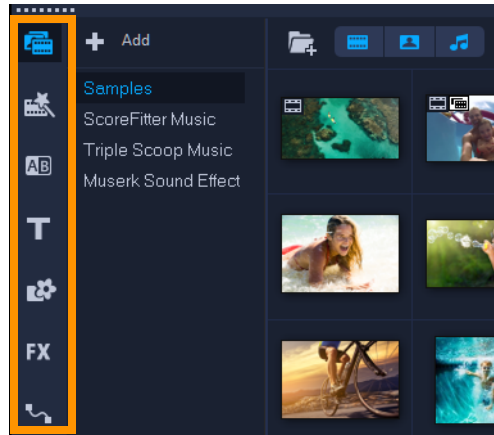 Add
Samples
ScoreFitter Music
Triple Scoop Music
Muserk Sound Effect
AB
T
FX